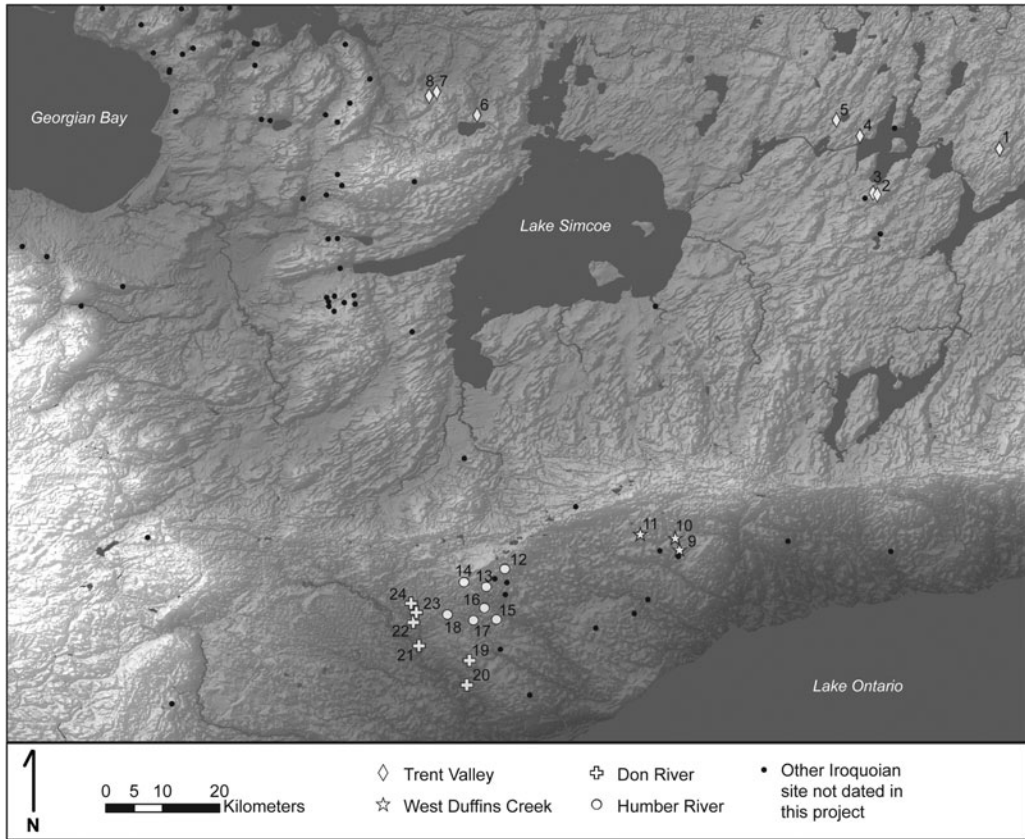 Georgian Bay
8 7
6
5
4
1
3
2
Lake Simcoe
11
10
9
12
14
13
16
15
24
23
18
17
22
19
21
20
Lake Ontario
N
0 5 10 20
Kilometers
Trent Valley
West Duffins Creek
Don River
Humber River
Other Iroquoian
site not dated in
this project